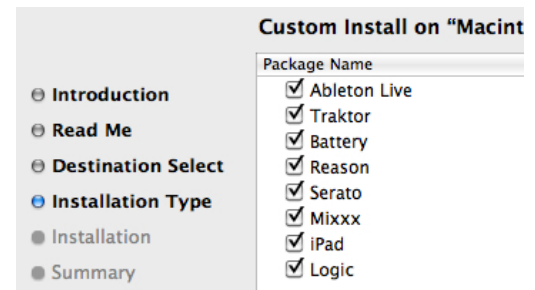 Custom Install on “Macint
Package Name
Introduction
Read Me
Destination Select
Installation Type
Installation
Summary
Ableton Live
Traktor
Battery
Reason
Serato
Mixxx
iPad
Logic